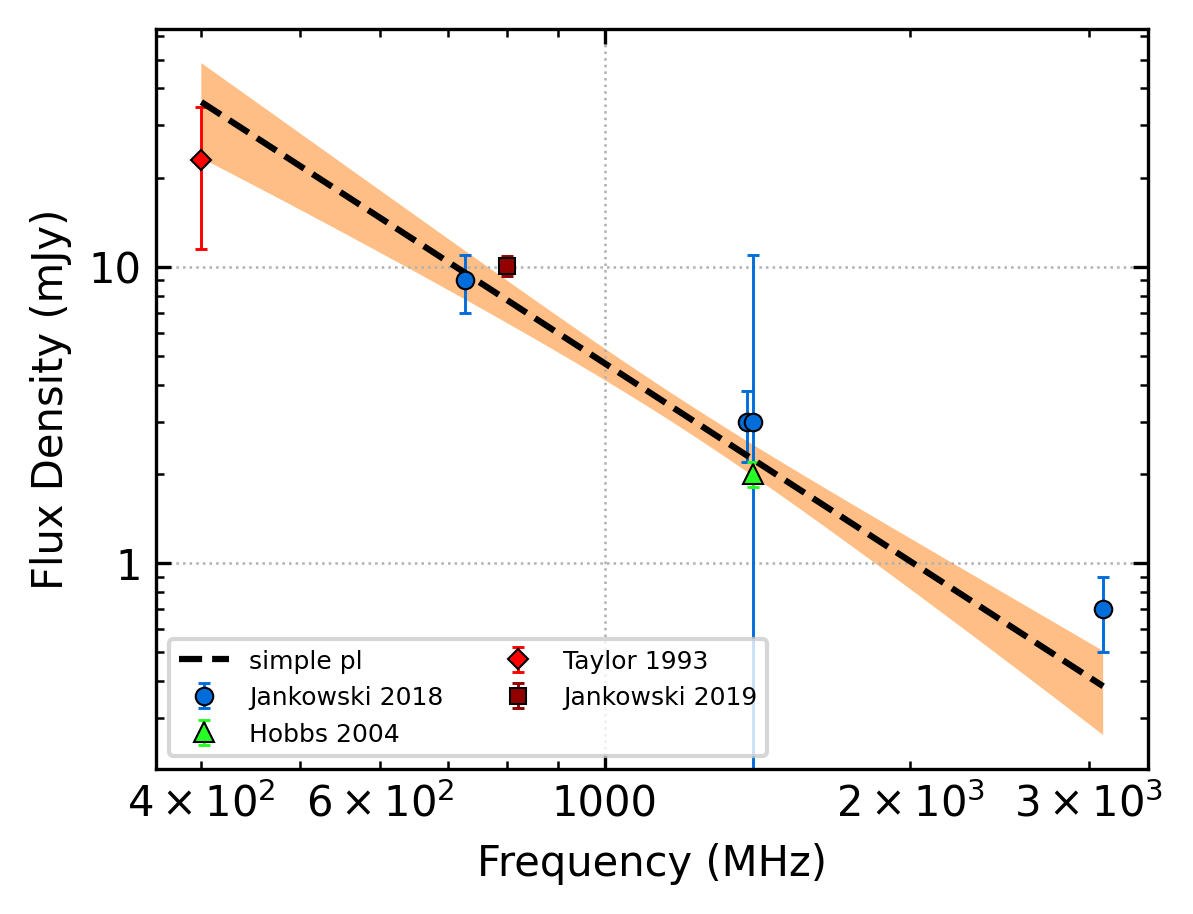 Flux Density (mJy)
10
1
simple pl
Jankowski 2018
Hobbs 2004
Taylor 1993
Jankowski 2019
4 × 10² 6 × 10² 1000 2 × 10³ 3 × 10³
Frequency (MHz)